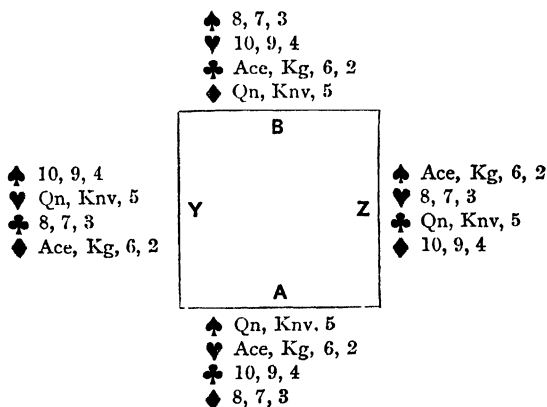 ♠ 8, 7, 3
♥ 10, 9, 4
♣ Ace, Kg, 6, 2
♦ Qn, Knv, 5
B
♠ 10, 9, 4
♥ Qn, Knv, 5
♣ 8, 7, 3
♦ Ace, Kg, 6, 2
Y
Z
♠ Ace, Kg, 6, 2
♥ 8, 7, 3
♣ Qn, Knv, 5
♦ 10, 9, 4
A
♠ Qn, Knv. 5
♥ Ace, Kg, 6, 2
♣ 10, 9, 4
♦ 8, 7, 3